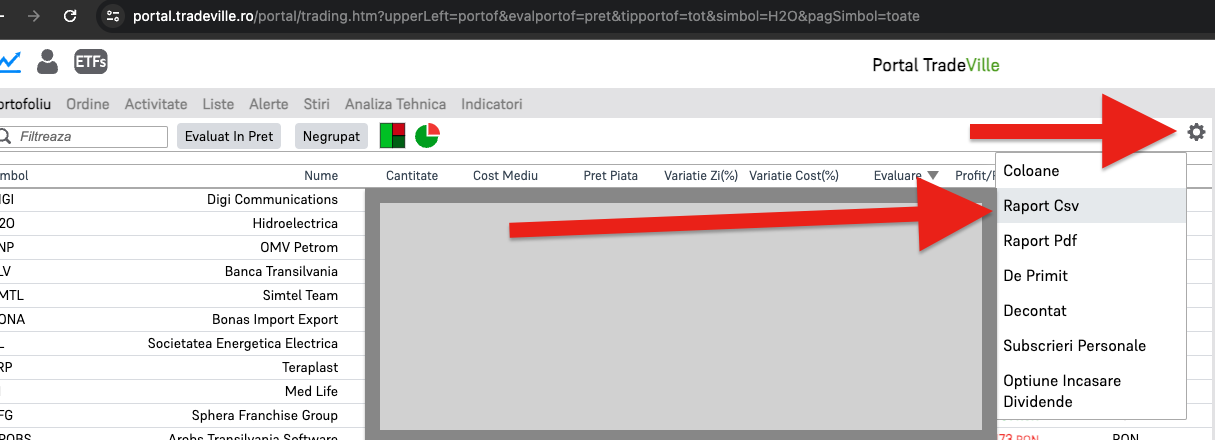 portal.tradeville.ro/portal/trading.htm?upperLeft=portof&evalportof=pret&tipportof=tot&simbol=H2O&pagSimbol=toate
ETFs
Portal TradeVille
ortofoliu Ordine Activitate Liste Alerte Stiri Analiza Tehnica Indicatori
Filtreaza Evaluat In Pret Negrupat
mbol Nume Cantitate Cost Mediu Pret Piata Variatie Zi(%) Variatie Cost(%) Evaluare Profit/
Coloane
Raport Csv
Raport Pdf
De Primit
Decontat
Subscrieri Personale
Optiune Incasare
Dividende
IGI Digi Communications
2O Hidroelectrica
NP OMV Petrom
LV Banca Transilvania
MTL Simtel Team
ONA Bonas Import Export
L Societatea Energetica Electrica
RP Teraplast
Med Life
FG Sphera Franchise Group
ROBS Arobs Transilvania Software 73 RON RON